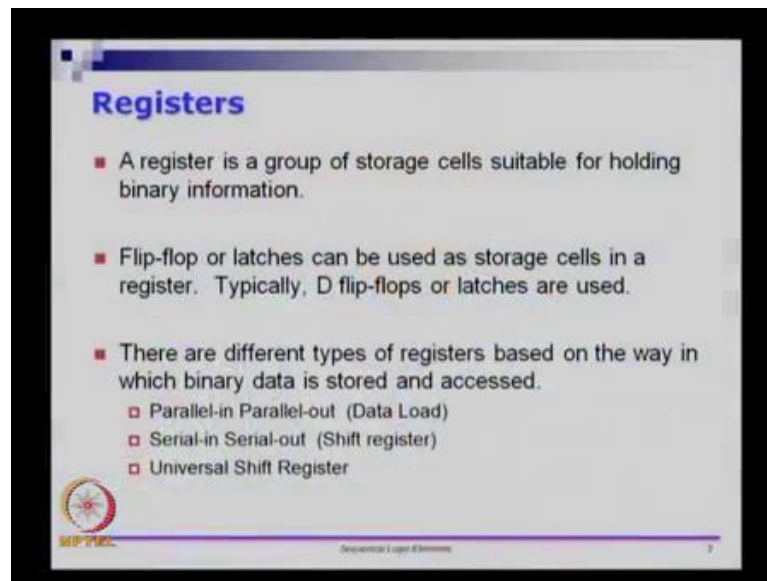 Registers
A register is a group of storage cells suitable for holding
binary information.
Flip-flop or latches can be used as storage cells in a
register. Typically, D flip-flops or latches are used.
There are different types of registers based on the way in
which binary data is stored and accessed.
Parallel-in Parallel-out (Data Load)
Serial-in Serial-out (Shift register)
Universal Shift Register
NPTEL
Sequential Logic Elements